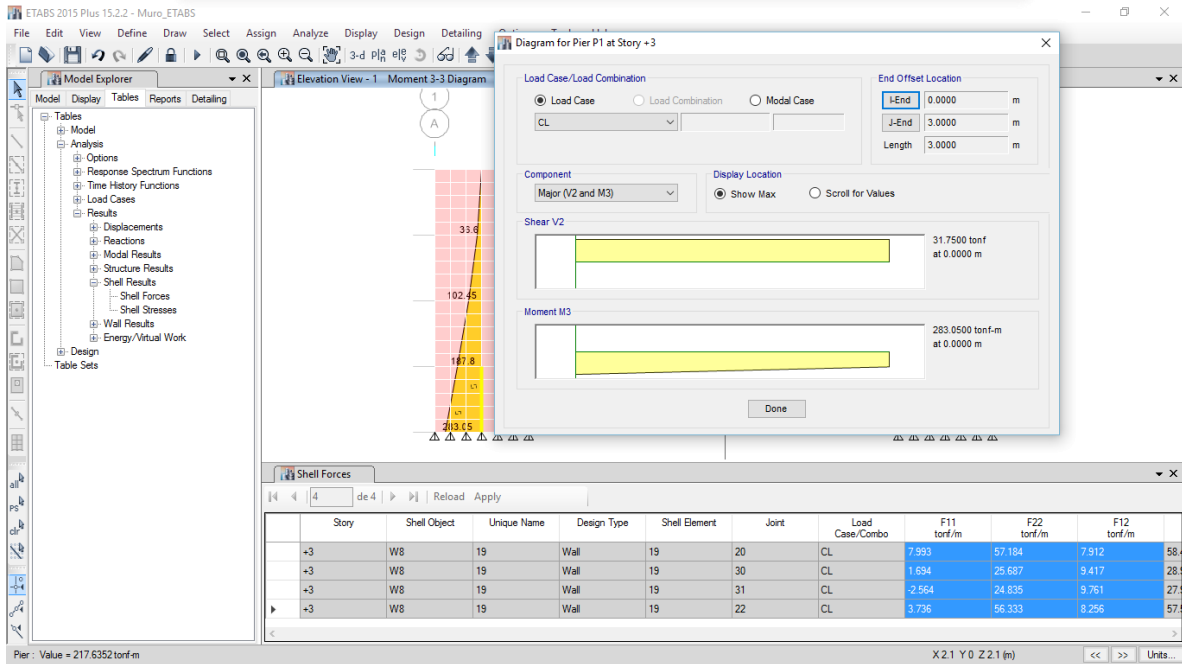 ETABS 2015 Plus 15.2.2 - Muro_ETABS
File Edit View Define Draw Select Assign Analyze Display Design Detailing
3-d
Model Explorer
Model Display Tables Reports Detailing
Tables
Model
Analysis
Options
Response Spectrum Functions
Time History Functions
Load Cases
Results
Displacements
Reactions
Modal Results
Structure Results
Shell Results
Shell Forces
Shell Stresses
Wall Results
Energy/Virtual Work
Design
Table Sets
all
ps
clr
Elevation View - 1 Moment 3-3 Diagram
1
A
102.45
187.8
283.05
Diagram for Pier P1 at Story +3
Load Case/Load Combination
Load Case Load Combination Modal Case
CL
End Offset Location
I-End 0.0000 m
J-End 3.0000 m
Length 3.0000 m
Component
Major (V2 and M3)
Display Location
Show Max Scroll for Values
Shear V2
31.7500 tonf
at 0.0000 m
Moment M3
283.0500 tonf-m
at 0.0000 m
Done
Shell Forces
4 de 4 Reload Apply
Story Shell Object Unique Name Design Type Shell Element Joint Load Case/Combo F11 tonf/m F22 tonf/m F12 tonf/m
+3 W8 19 Wall 19 20 CL 7.993 57.184 7.912
+3 W8 19 Wall 19 30 CL 1.694 25.687 9.417
+3 W8 19 Wall 19 31 CL -2.564 24.835 9.761
+3 W8 19 Wall 19 22 CL 3.736 56.333 8.256
Pier : Value = 217.6352 tonf-m
X 2.1 Y 0 Z 2.1 (m)
<< >> Units...